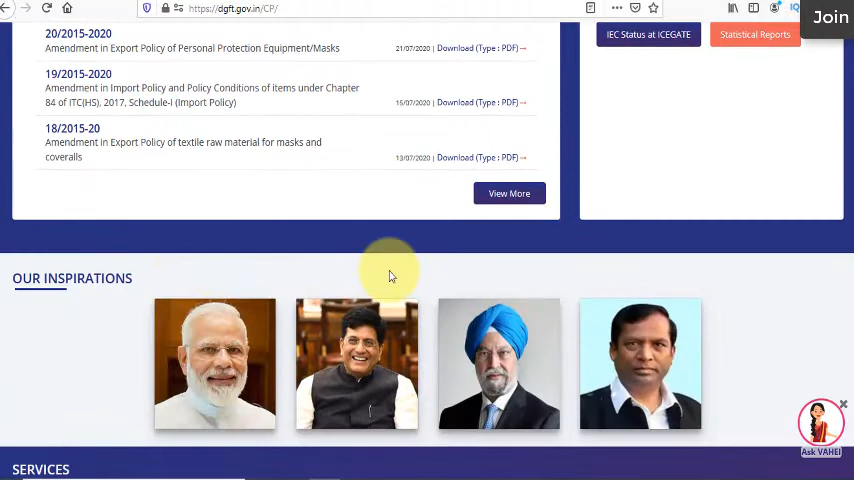 https://dgft.gov.in/CP/
Join
20/2015-2020
Amendment in Export Policy of Personal Protection Equipment/Masks
21/07/2020 | Download (Type : PDF)→
19/2015-2020
Amendment in Import Policy and Policy Conditions of items under Chapter
84 of ITC(HS), 2017, Schedule-I (Import Policy)
15/07/2020 | Download (Type : PDF)→
18/2015-20
Amendment in Export Policy of textile raw material for masks and
coveralls
13/07/2020 | Download (Type : PDF)→
View More
IEC Status at ICEGATE
Statistical Reports
OUR INSPIRATIONS
Ask VAHEI
SERVICES